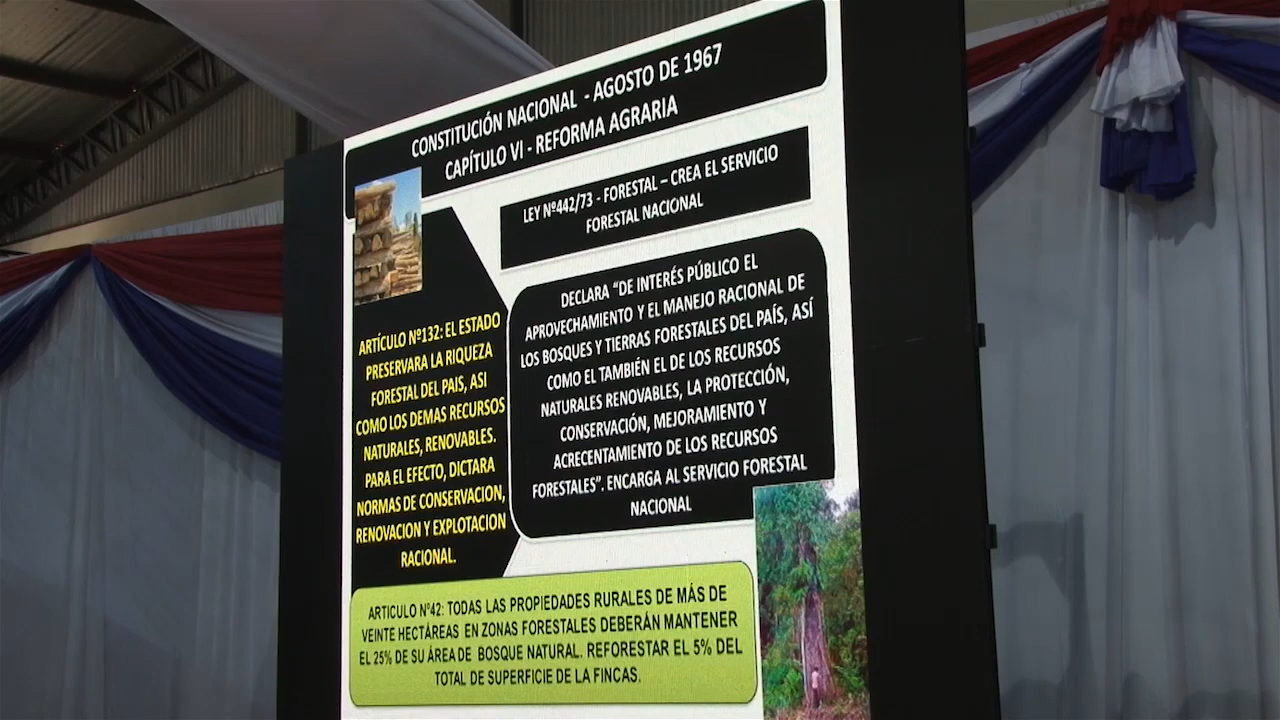 CONSTITUCIÓN NACIONAL - AGOSTO DE 1967
CAPÍTULO VI - REFORMA AGRARIA
LEY Nº442/73 - FORESTAL – CREA EL SERVICIO
FORESTAL NACIONAL
ARTÍCULO Nº132: EL ESTADO
PRESERVARA LA RIQUEZA
FORESTAL DEL PAIS, ASI
COMO LOS DEMAS RECURSOS
NATURALES, RENOVABLES.
PARA EL EFECTO, DICTARA
NORMAS DE CONSERVACION,
RENOVACION Y EXPLOTACION
RACIONAL.
DECLARA “DE INTERÉS PÚBLICO EL
APROVECHAMIENTO Y EL MANEJO RACIONAL DE
LOS BOSQUES Y TIERRAS FORESTALES DEL PAÍS, ASÍ
COMO EL TAMBIÉN EL DE LOS RECURSOS
NATURALES RENOVABLES, LA PROTECCIÓN,
CONSERVACIÓN, MEJORAMIENTO Y
ACRECENTAMIENTO DE LOS RECURSOS
FORESTALES”. ENCARGA AL SERVICIO FORESTAL
NACIONAL
ARTICULO Nº42: TODAS LAS PROPIEDADES RURALES DE MÁS DE
VEINTE HECTÁREAS EN ZONAS FORESTALES DEBERÁN MANTENER
EL 25% DE SU ÁREA DE BOSQUE NATURAL. REFORESTAR EL 5% DEL
TOTAL DE SUPERFICIE DE LA FINCAS.